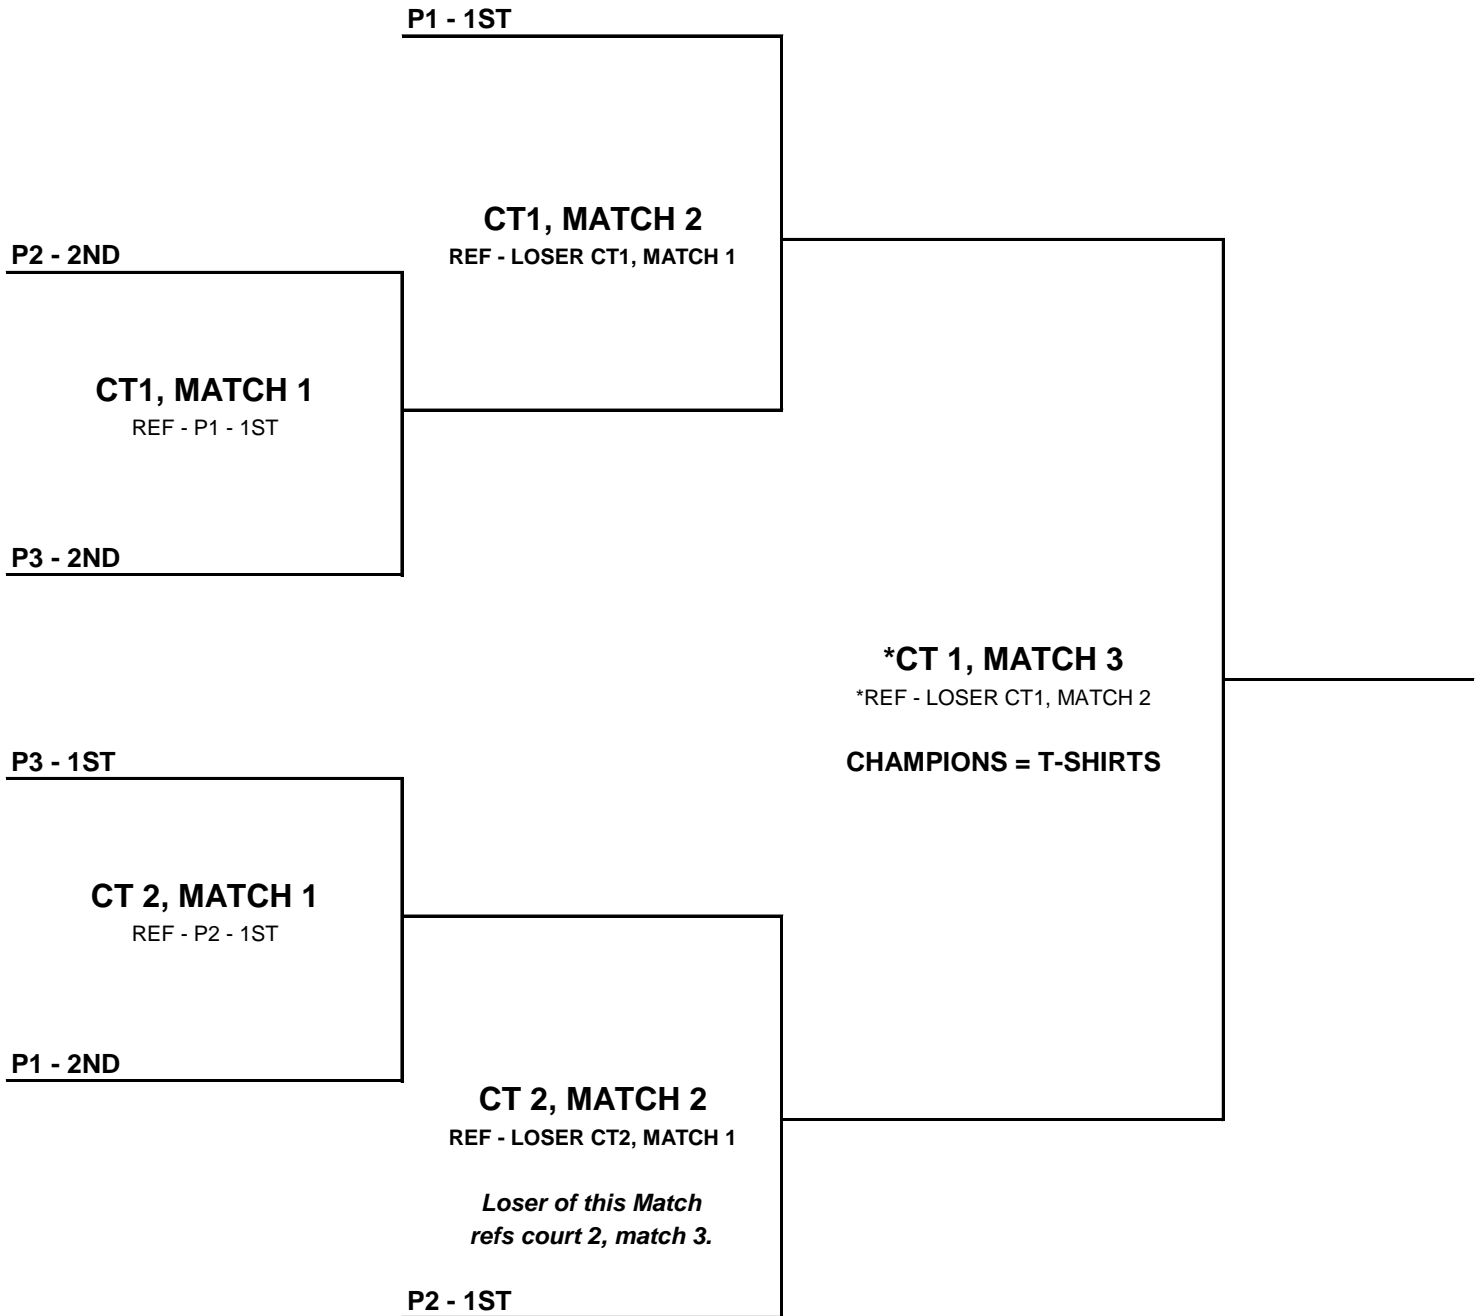 P1 - 1ST
CT1, MATCH 2
REF - LOSER CT1, MATCH 1
P2 - 2ND
CT1, MATCH 1
REF - P1 - 1ST
P3 - 2ND
*CT 1, MATCH 3
*REF - LOSER CT1, MATCH 2
CHAMPIONS = T-SHIRTS
P3 - 1ST
CT 2, MATCH 1
REF - P2 - 1ST
P1 - 2ND
CT 2, MATCH 2
REF - LOSER CT2, MATCH 1
Loser of this Match
refs court 2, match 3.
P2 - 1ST